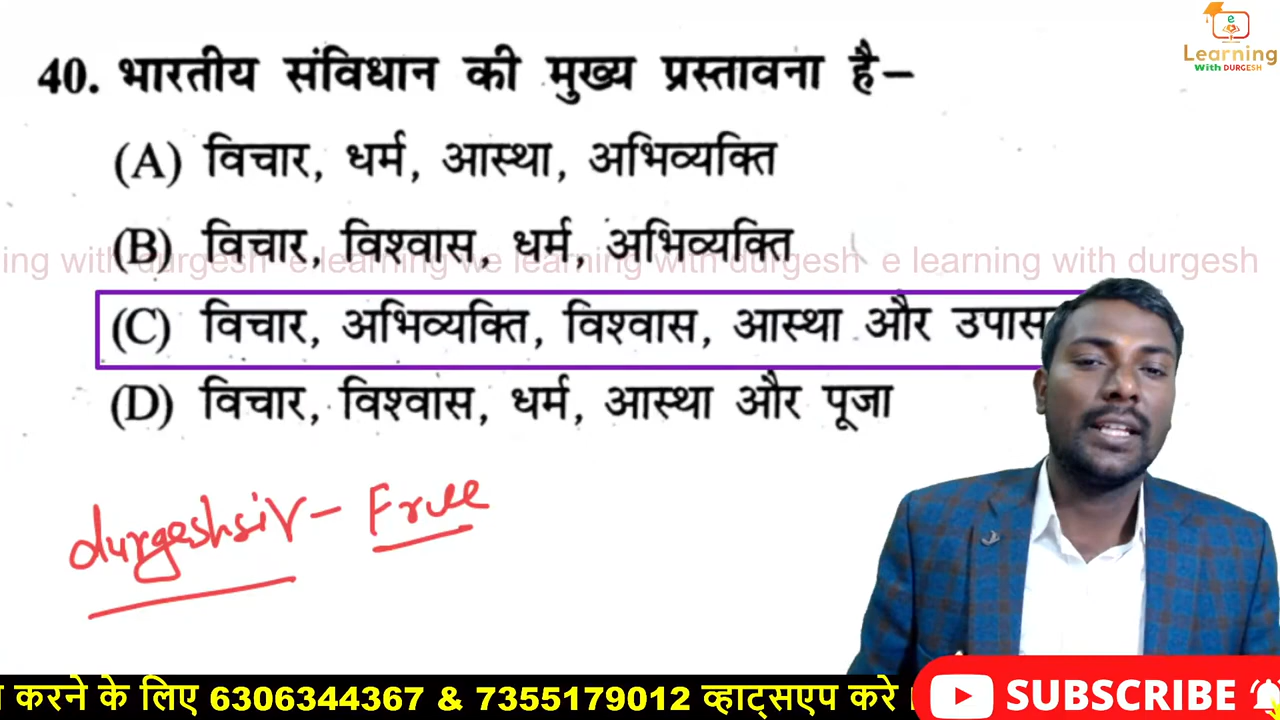 e
Learning
With DURGESH
40. भारतीय संविधान की मुख्य प्रस्तावना है–
(A) विचार, धर्म, आस्था, अभिव्यक्ति
(B) विचार, विश्वास, धर्म, अभिव्यक्ति
ing with durgesh e learning we learning with durgesh e learning with durgesh
(C) विचार, अभिव्यक्ति, विश्वास, आस्था और
(D) विचार, विश्वास, धर्म, आस्था और पूजा
durgeshsir – Free
करने के लिए 6306344367 & 7355179012 व्हाट्सएप करे
SUBSCRIBE